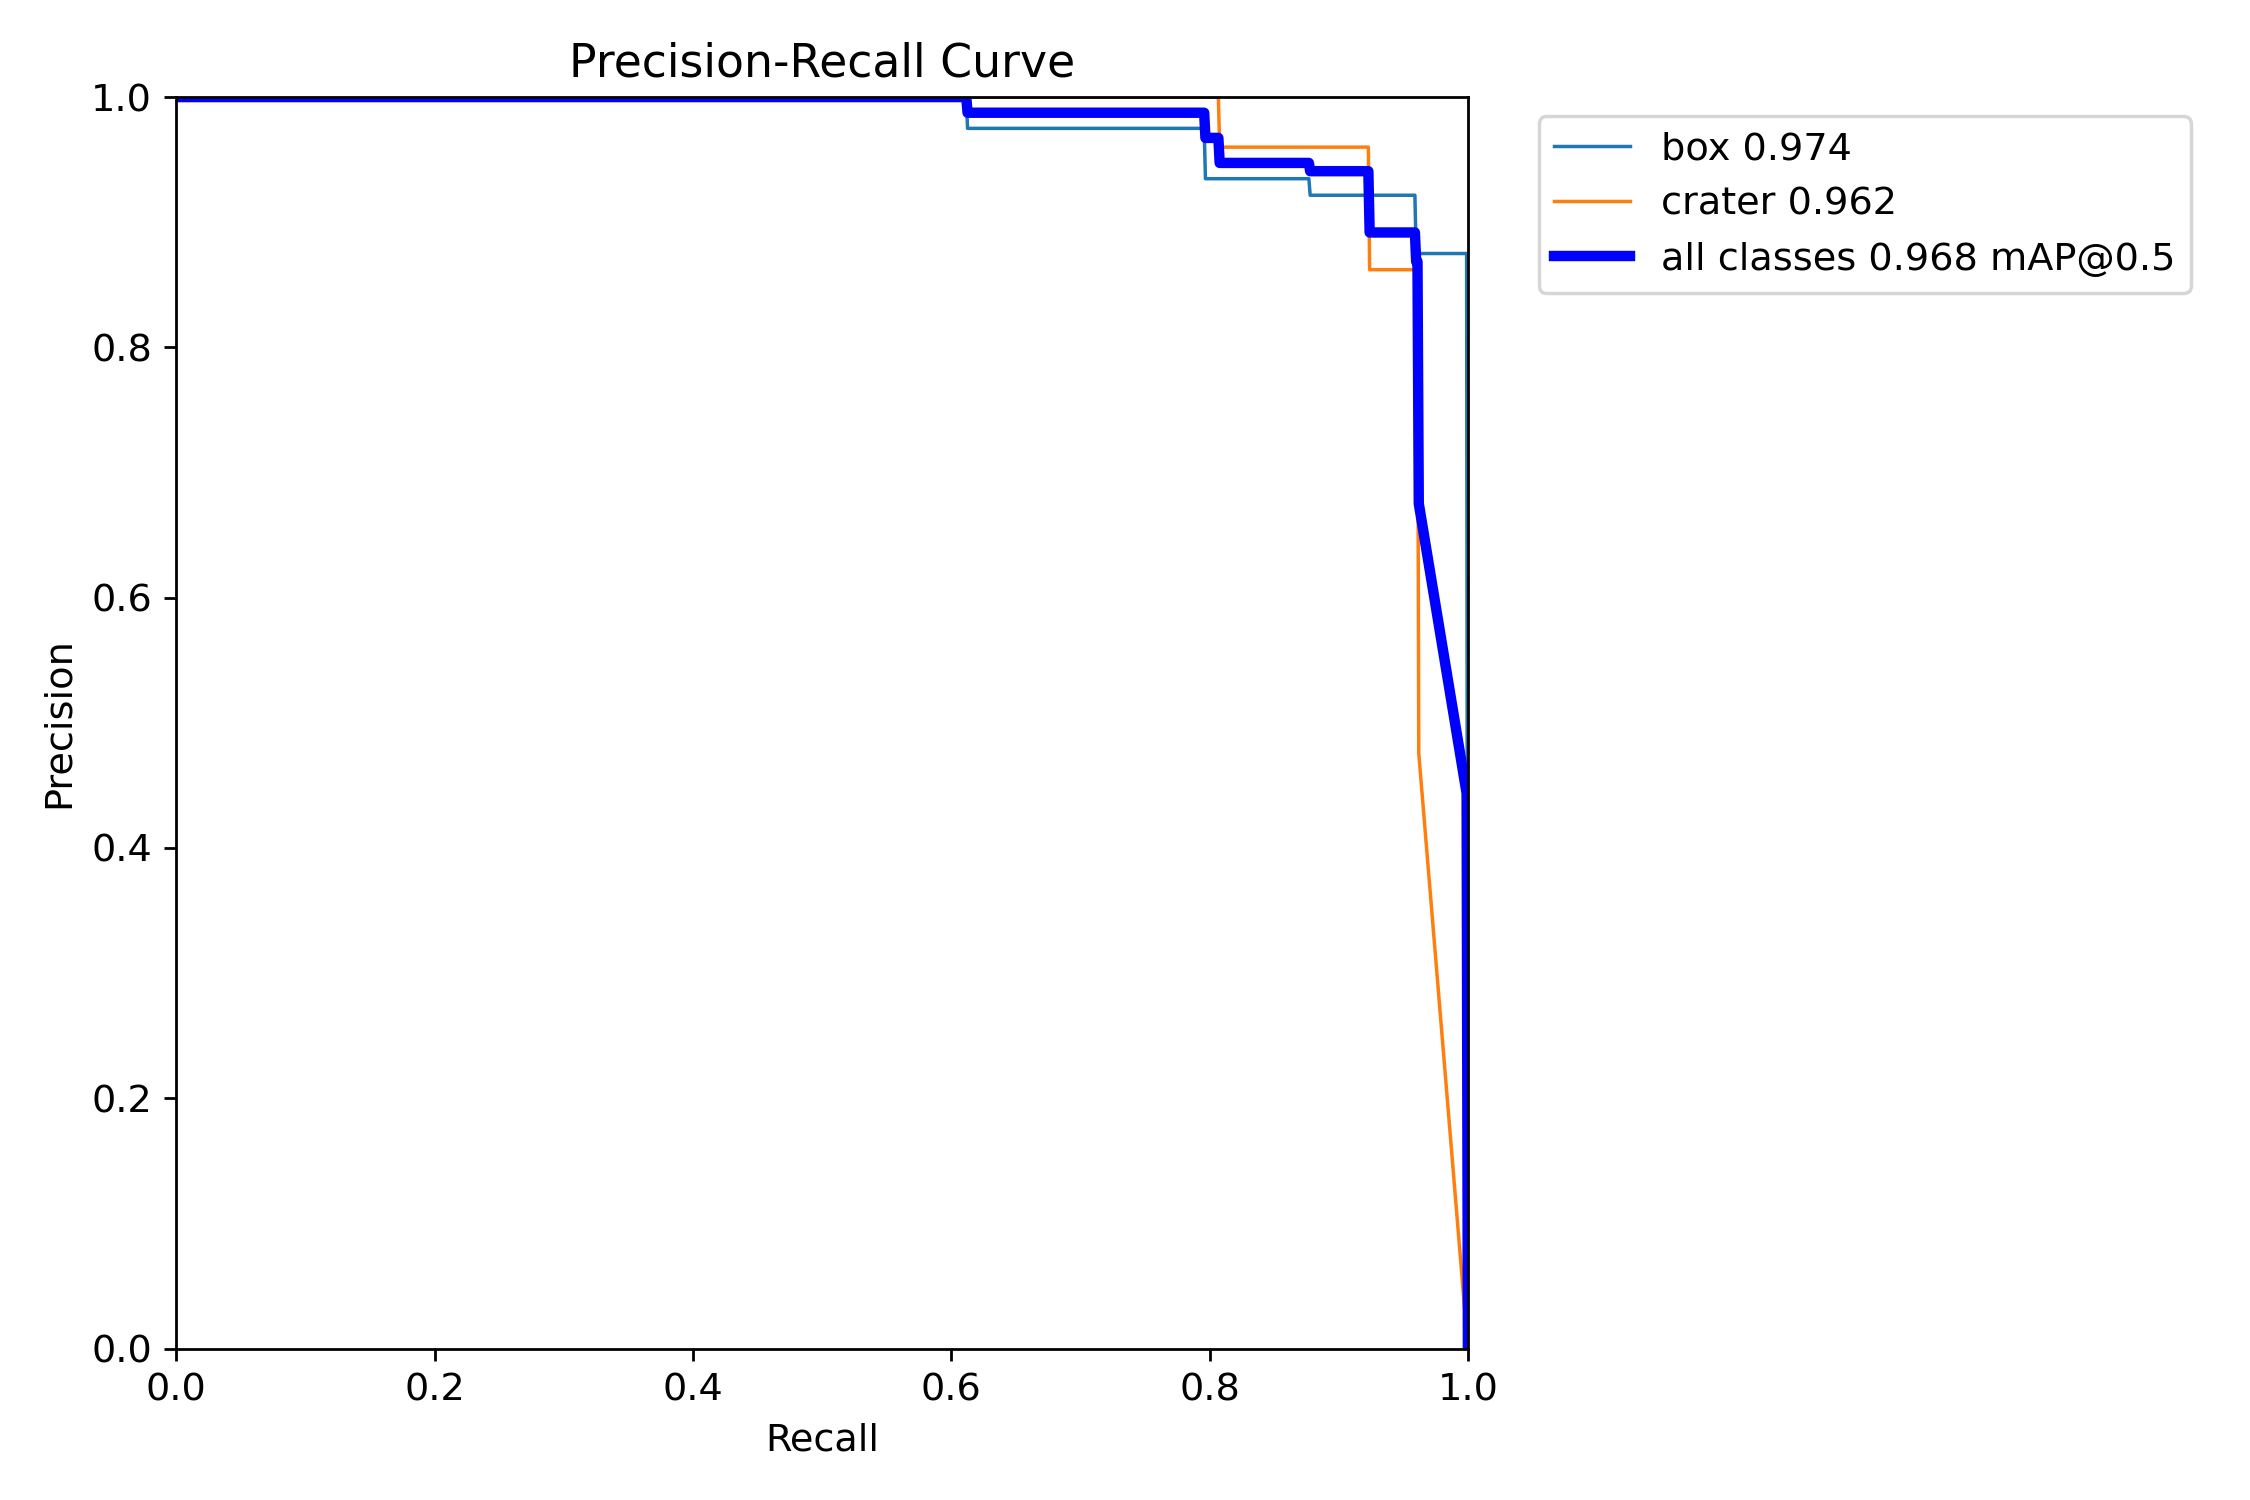 Precision-Recall Curve
1.0
0.8
0.6
0.4
0.2
0.0
Precision
0.0 0.2 0.4 0.6 0.8 1.0
Recall
box 0.974
crater 0.962
all classes 0.968 mAP@0.5